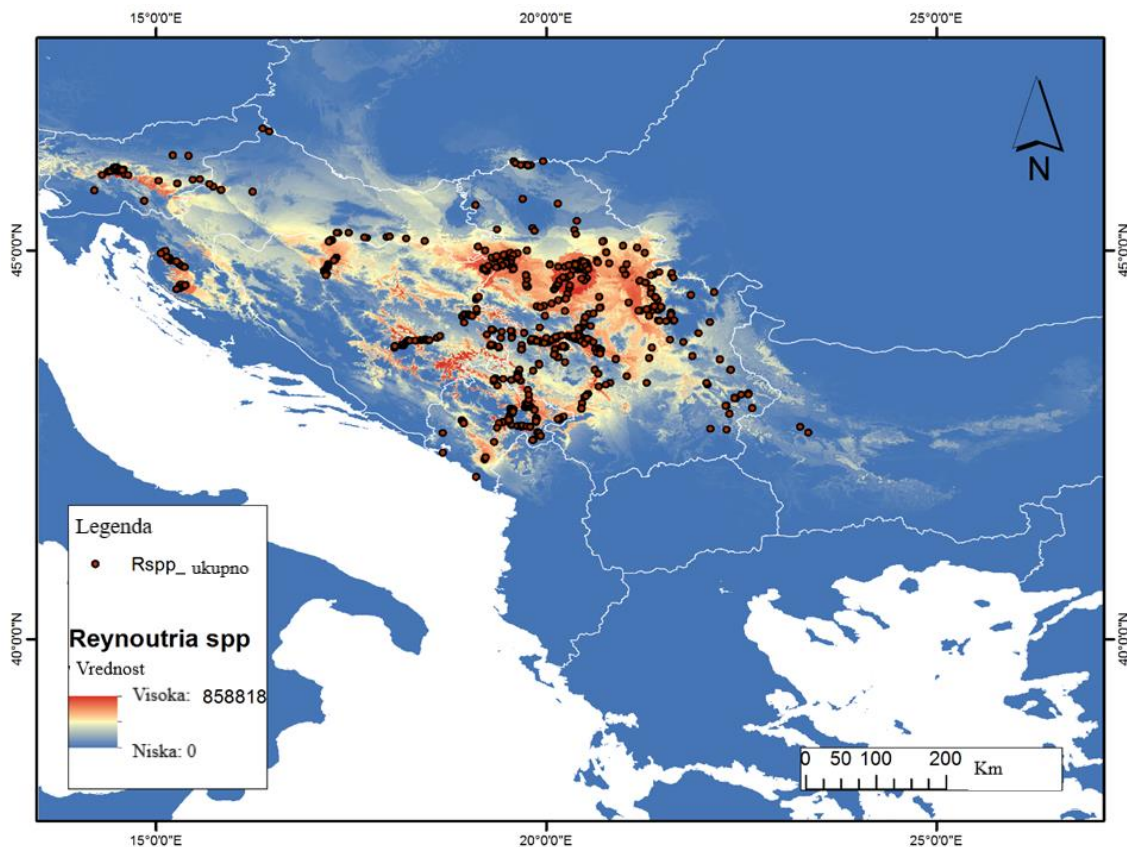 15°0'0"E 20°0'0"E 25°0'0"E
N
45°0'0"N 45°0'0"N
Legenda
Rspp_ ukupno
Reynoutria spp
Vrednost
Visoka: 858818
Niska: 0
40°0'0"N 40°0'0"N
0 50 100 200 Km
15°0'0"E 20°0'0"E 25°0'0"E